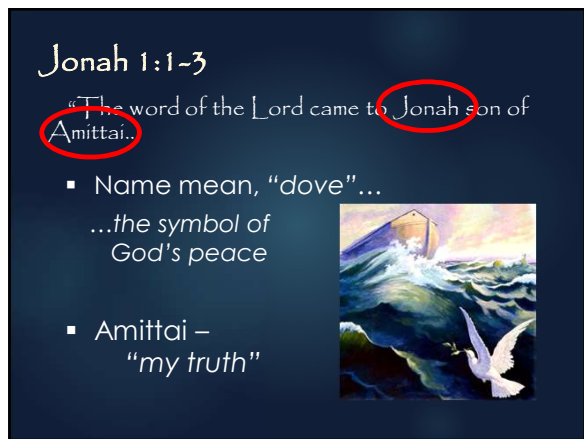 Jonah 1:1-3
“The word of the Lord came to Jonah son of
Amittai..
▪ Name mean, “dove”…
…the symbol of
God’s peace
▪ Amittai –
“my truth”